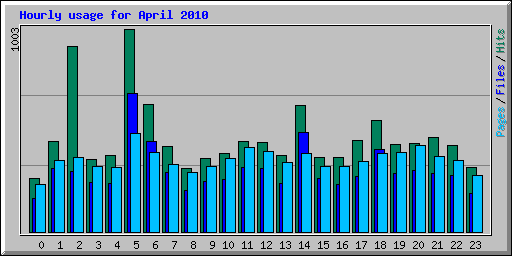 Hourly usage for April 2010
1003
Pages / Files / Hits
0 1 2 3 4 5 6 7 8 9 10 11 12 13 14 15 16 17 18 19 20 21 22 23